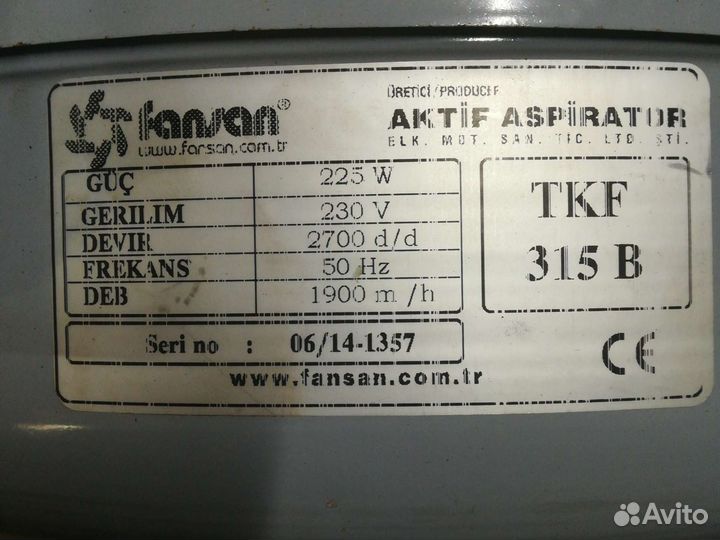 fansan®
www.fansan.com.tr
ÜRETİCİ/PRODUCER
AKTİF ASPİRATÖR
ELK. MOT. SAN. TİC. LTD. ŞTİ.
GÜÇ 225 W
GERILIM 230 V
DEVIR 2700 d/d
FREKANS 50 Hz
DEB 1900 m /h
TKF
315 B
Seri no : 06/14-1357
CE
www.fansan.com.tr
Avito